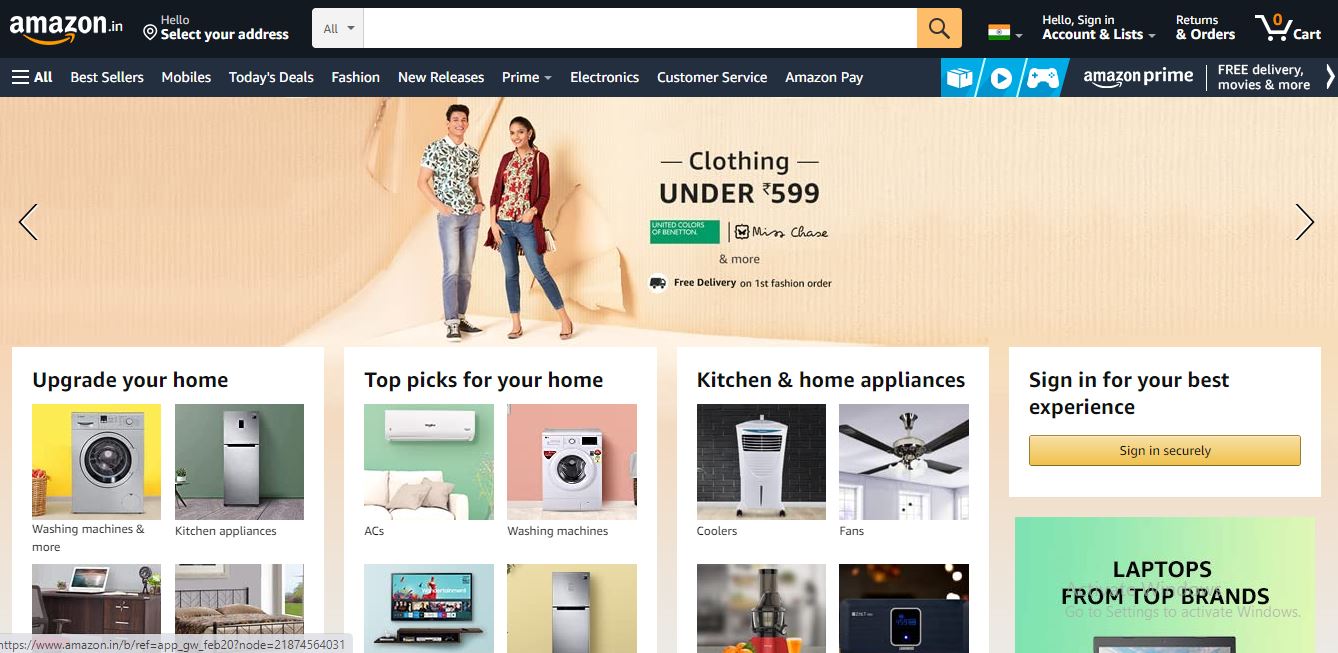 amazon.in
Hello
Select your address
All
Hello, Sign in
Account & Lists
Returns
& Orders
0
Cart
All
Best Sellers
Mobiles
Today's Deals
Fashion
New Releases
Prime
Electronics
Customer Service
Amazon Pay
amazon prime
FREE delivery,
movies & more
— Clothing —
UNDER ₹599
UNITED COLORS
OF BENETTON.
Miss Chase
& more
Free Delivery on 1st fashion order
Upgrade your home
Washing machines &
more
Kitchen appliances
Top picks for your home
ACs
Washing machines
Kitchen & home appliances
Coolers
Fans
Sign in for your best
experience
Sign in securely
LAPTOPS
FROM TOP BRANDS
Activate Windows
Go to Settings to activate Windows.
https://www.amazon.in/b/ref=app_gw_feb20?node=21874564031